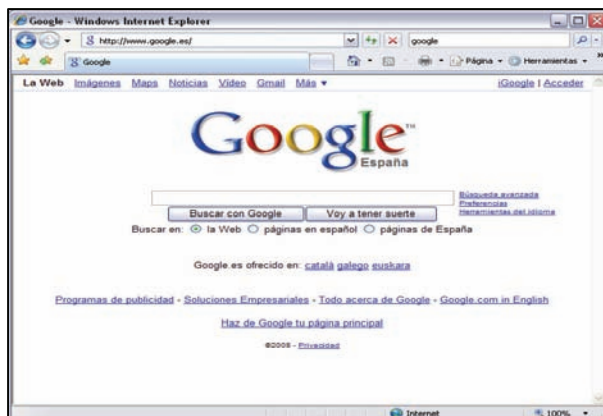 Google - Windows Internet Explorer
http://www.google.es/ google
Google Página Herramientas
La Web Imágenes Maps Noticias Vídeo Gmail Más ▼ iGoogle | Acceder
Google™
España
Búsqueda avanzada
Preferencias
Herramientas del idioma
Buscar con Google Voy a tener suerte
Buscar en: la Web páginas en español páginas de España
Google.es ofrecido en: català galego euskara
Programas de publicidad - Soluciones Empresariales - Todo acerca de Google - Google.com in English
Haz de Google tu página principal
©2008 - Privacidad
Internet 100%